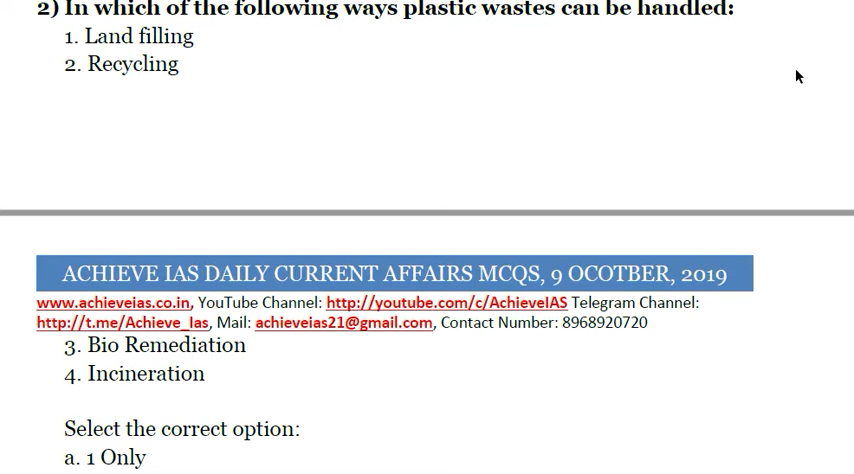 2) In which of the following ways plastic wastes can be handled:
1. Land filling
2. Recycling
ACHIEVE IAS DAILY CURRENT AFFAIRS MCQS, 9 OCOTBER, 2019
www.achieveias.co.in, YouTube Channel: http://youtube.com/c/AchieveIAS Telegram Channel:
http://t.me/Achieve_Ias, Mail: achieveias21@gmail.com, Contact Number: 8968920720
3. Bio Remediation
4. Incineration
Select the correct option:
a. 1 Only